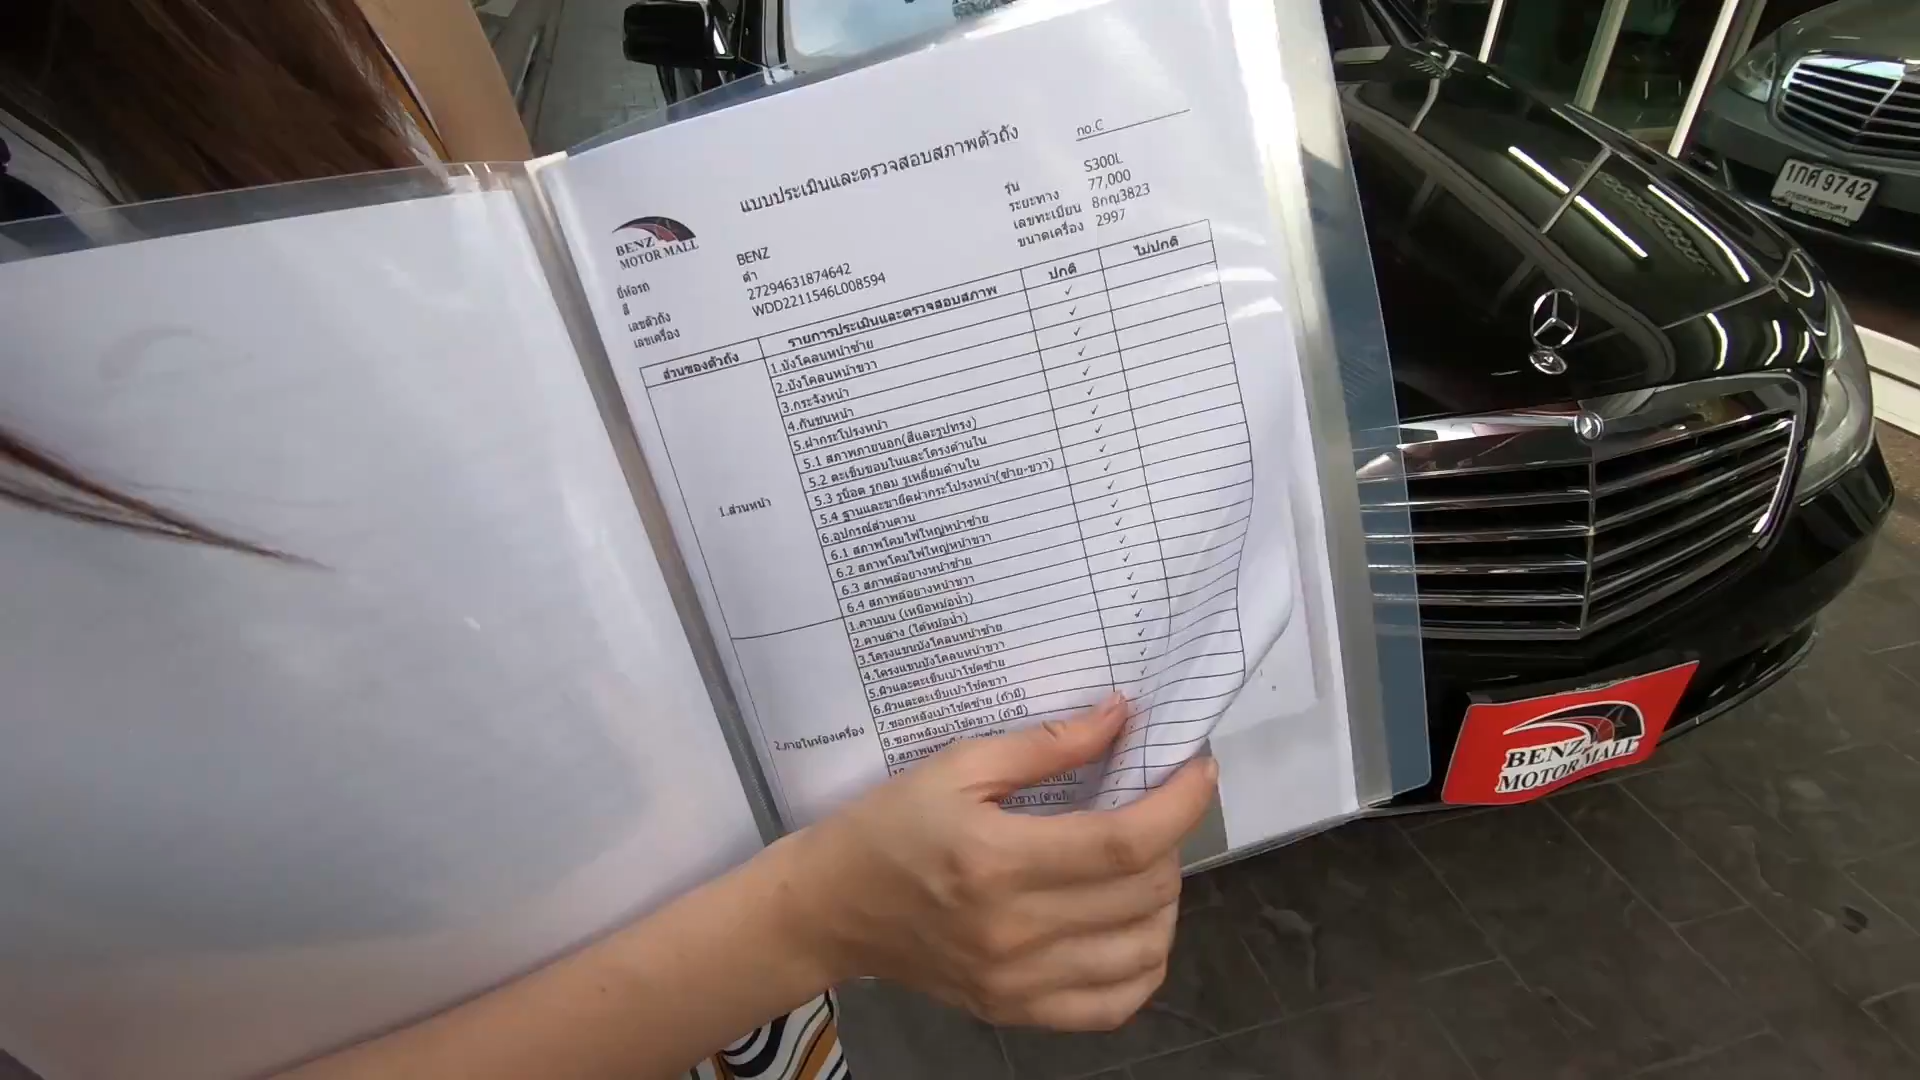 แบบประเมินและตรวจสอบสภาพตัวถัง
no.C
BENZ
MOTOR MALL
ยี่ห้อรถ BENZ รุ่น S300L
สี ดำ ระยะทาง 77,000
เลขตัวถัง 27294631874642 เลขทะเบียน 8กญ3823
เลขเครื่อง WDD2211546L008594 ขนาดเครื่อง 2997
ส่วนของตัวถัง รายการประเมินและตรวจสอบสภาพ ปกติ ไม่ปกติ
1.ส่วนหน้า
1.บังโคลนหน้าซ้าย ✓
2.บังโคลนหน้าขวา ✓
3.กระจังหน้า ✓
4.กันชนหน้า ✓
5.ฝากระโปรงหน้า ✓
5.1 สภาพภายนอก(สีและรูปทรง) ✓
5.2 ตะเข็บขอบในและโครงด้านใน ✓
5.3 รูน็อต รูกลม รูเหลี่ยมด้านใน ✓
5.4 ฐานและขายึดฝากระโปรงหน้า(ซ้าย-ขวา) ✓
6.อุปกรณ์ส่วนควบ ✓
6.1 สภาพโคมไฟใหญ่หน้าซ้าย ✓
6.2 สภาพโคมไฟใหญ่หน้าขวา ✓
6.3 สภาพล้อยางหน้าซ้าย ✓
6.4 สภาพล้อยางหน้าขวา ✓
2.ภายในห้องเครื่อง
1.คานบน (เหนือหม้อน้ำ) ✓
2.คานล่าง (ใต้หม้อน้ำ) ✓
3.โครงแขนบังโคลนหน้าซ้าย ✓
4.โครงแขนบังโคลนหน้าขวา
5.ผิวและตะเข็บเบ้าโช้คซ้าย
6.ผิวและตะเข็บเบ้าโช้คขวา
7.ซอกหลังเบ้าโช้คซ้าย (ถ้ามี)
8.ซอกหลังเบ้าโช้คขวา (ถ้ามี)
1กศ 9742
กรุงเทพมหานคร
BENZ
MOTOR MALL